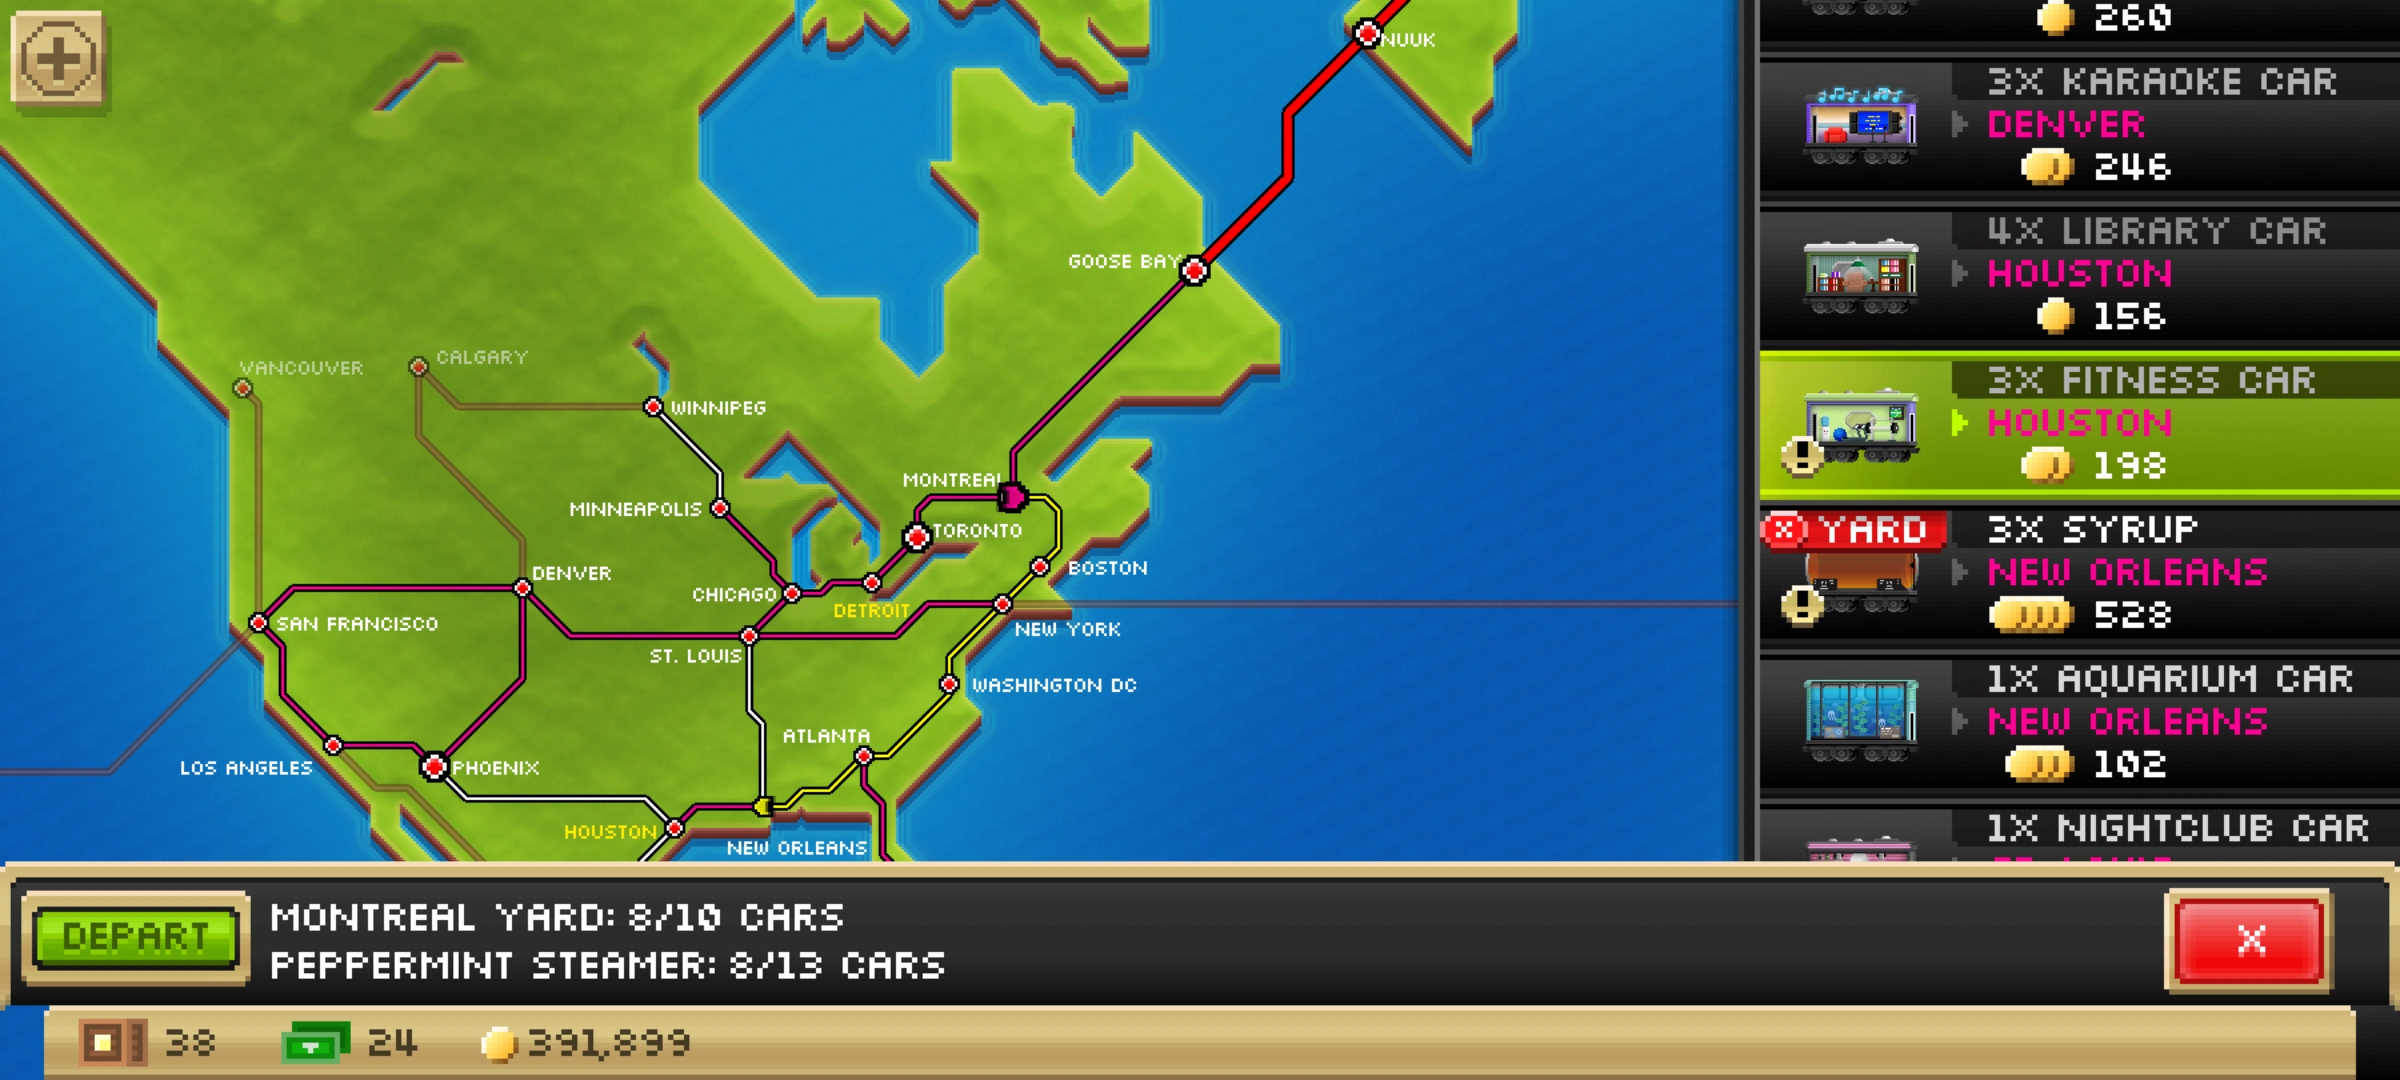 NUUK
GOOSE BAY
VANCOUVER
CALGARY
WINNIPEG
MONTREAL
MINNEAPOLIS
TORONTO
BOSTON
DENVER
CHICAGO
DETROIT
SAN FRANCISCO
NEW YORK
ST. LOUIS
WASHINGTON DC
ATLANTA
LOS ANGELES
PHOENIX
HOUSTON
NEW ORLEANS
260
3X KARAOKE CAR
DENVER
246
4X LIBRARY CAR
HOUSTON
156
3X FITNESS CAR
HOUSTON
198
YARD
3X SYRUP
NEW ORLEANS
528
1X AQUARIUM CAR
NEW ORLEANS
102
1X NIGHTCLUB CAR
DEPART
MONTREAL YARD: 8/10 CARS
PEPPERMINT STEAMER: 8/13 CARS
X
38
24
391,899